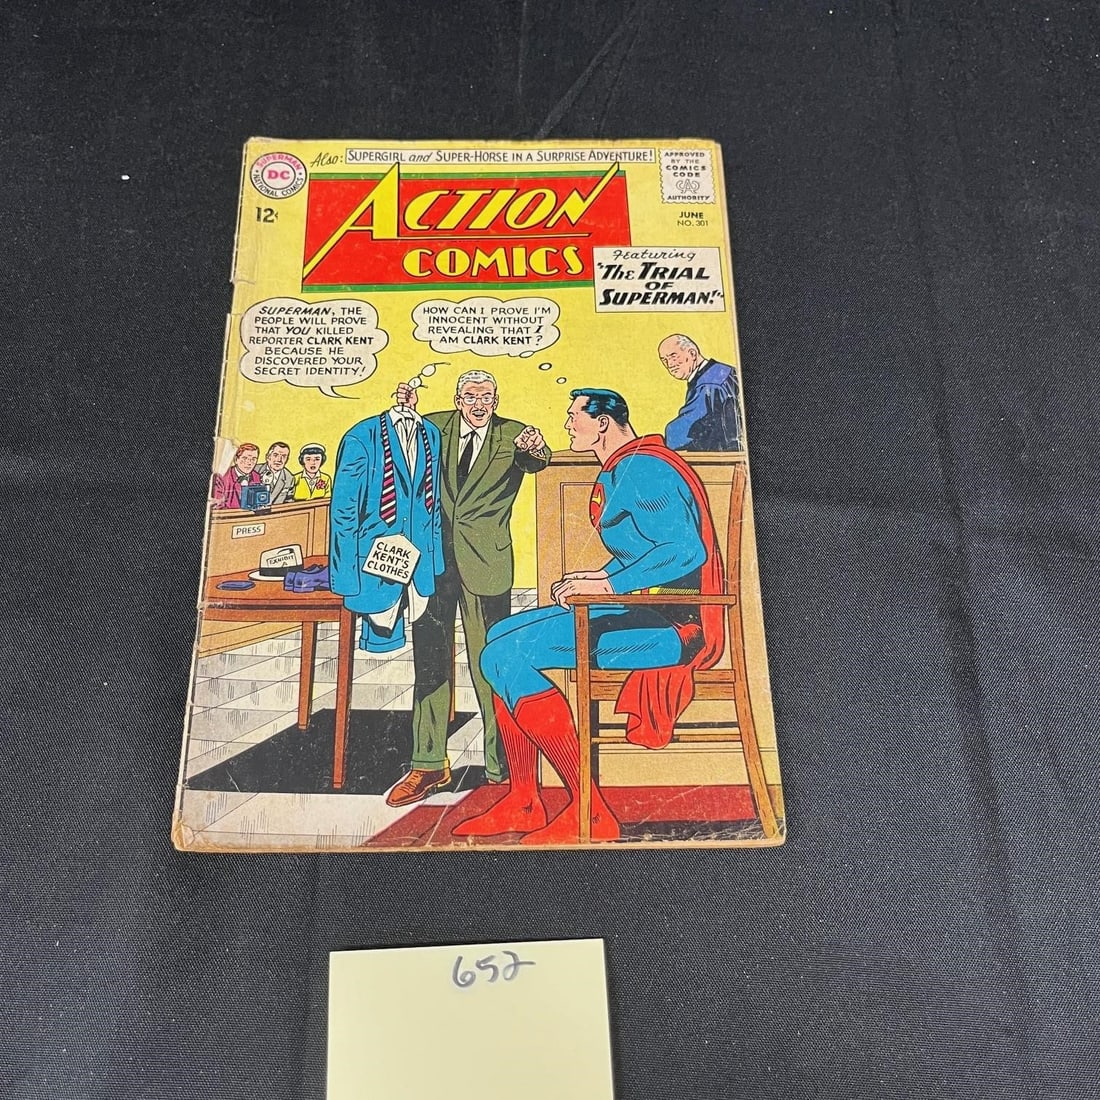 Also: SUPERGIRL and SUPER-HORSE IN A SURPRISE ADVENTURE!
SUPERMAN
DC
NATIONAL COMICS
12¢
ACTION
COMICS
APPROVED
BY THE
COMICS
CODE
CA
AUTHORITY
JUNE
NO. 301
Featuring
"THE TRIAL
OF
SUPERMAN!"
SUPERMAN, THE
PEOPLE WILL PROVE
THAT YOU KILLED
REPORTER CLARK KENT
BECAUSE HE
DISCOVERED YOUR
SECRET IDENTITY!
HOW CAN I PROVE I'M
INNOCENT WITHOUT
REVEALING THAT I
AM CLARK KENT?
PRESS
EXHIBIT
A
CLARK
KENT'S
CLOTHES
652